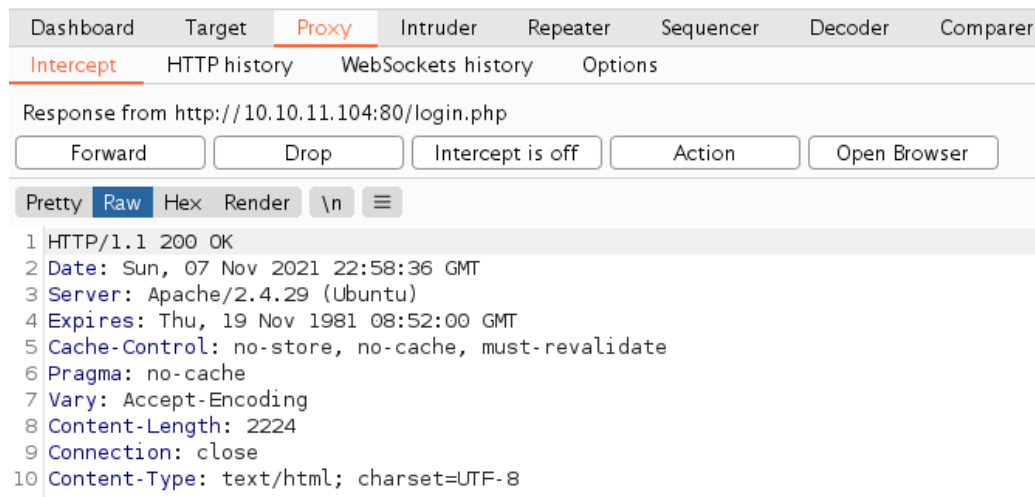 Dashboard Target Proxy Intruder Repeater Sequencer Decoder Comparer
Intercept HTTP history WebSockets history Options
Response from http://10.10.11.104:80/login.php
Forward Drop Intercept is off Action Open Browser
Pretty Raw Hex Render \n ≡
1 HTTP/1.1 200 OK
2 Date: Sun, 07 Nov 2021 22:58:36 GMT
3 Server: Apache/2.4.29 (Ubuntu)
4 Expires: Thu, 19 Nov 1981 08:52:00 GMT
5 Cache-Control: no-store, no-cache, must-revalidate
6 Pragma: no-cache
7 Vary: Accept-Encoding
8 Content-Length: 2224
9 Connection: close
10 Content-Type: text/html; charset=UTF-8